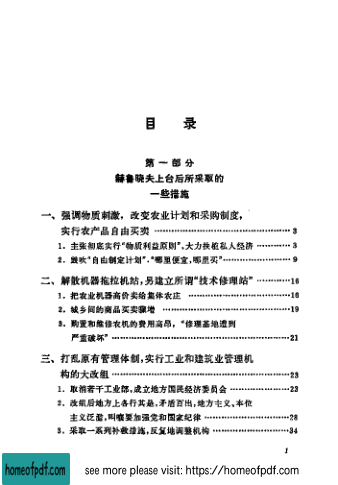 目 录
第一部分
赫鲁晓夫上台后所采取的
一些措施
一、强调物质刺激，改变农业计划和采购制度，
实行农产品自由买卖 …… 3
1. 主张彻底实行“物质利益原则”，大力扶植私人经济 …… 3
2. 鼓吹“自由制定计划”，“哪里便宜，哪里买” …… 9
二、解散机器拖拉机站，另建立所谓“技术修理站” …… 16
1. 把农业机器高价卖给集体农庄 …… 16
2. 城乡间的商品买卖骤增 …… 19
3. 购置和维修农机的费用高昂，“修理基地遭到
严重破坏” …… 21
三、打乱原有管理体制，实行工业和建筑业管理机
构的大改组 …… 23
1. 取消若干工业部，成立地方国民经济委员会 …… 23
2. 改组后地方上各行其是，矛盾百出，地方主义、本位
主义泛滥，叫嚷要加强党和国家纪律 …… 28
3. 采取一系列补救措施，反复地调整机构 …… 34
1
homeofpdf.com
see more please visit: https://homeofpdf.com